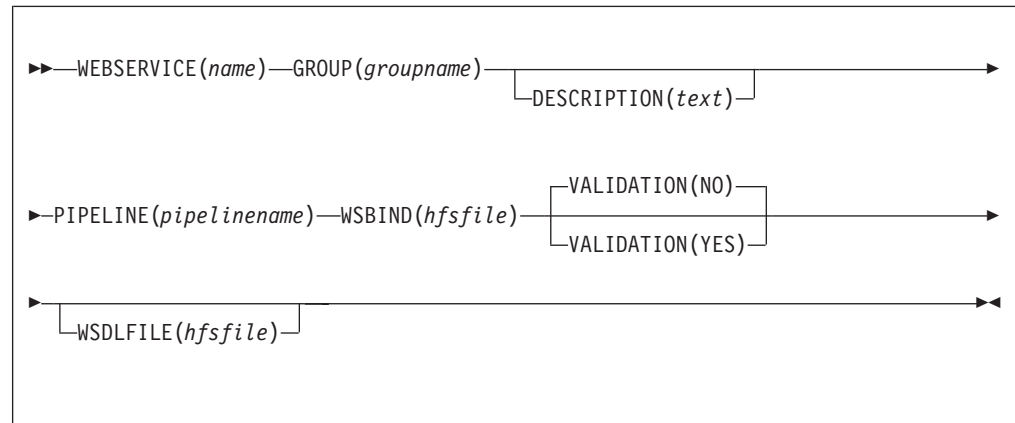 WEBSERVICE(name) GROUP(groupname)
DESCRIPTION(text)
VALIDATION(NO)
PIPELINE(pipelinename) WSBIND(hfsfile)
VALIDATION(YES)
WSDLFILE(hfsfile)